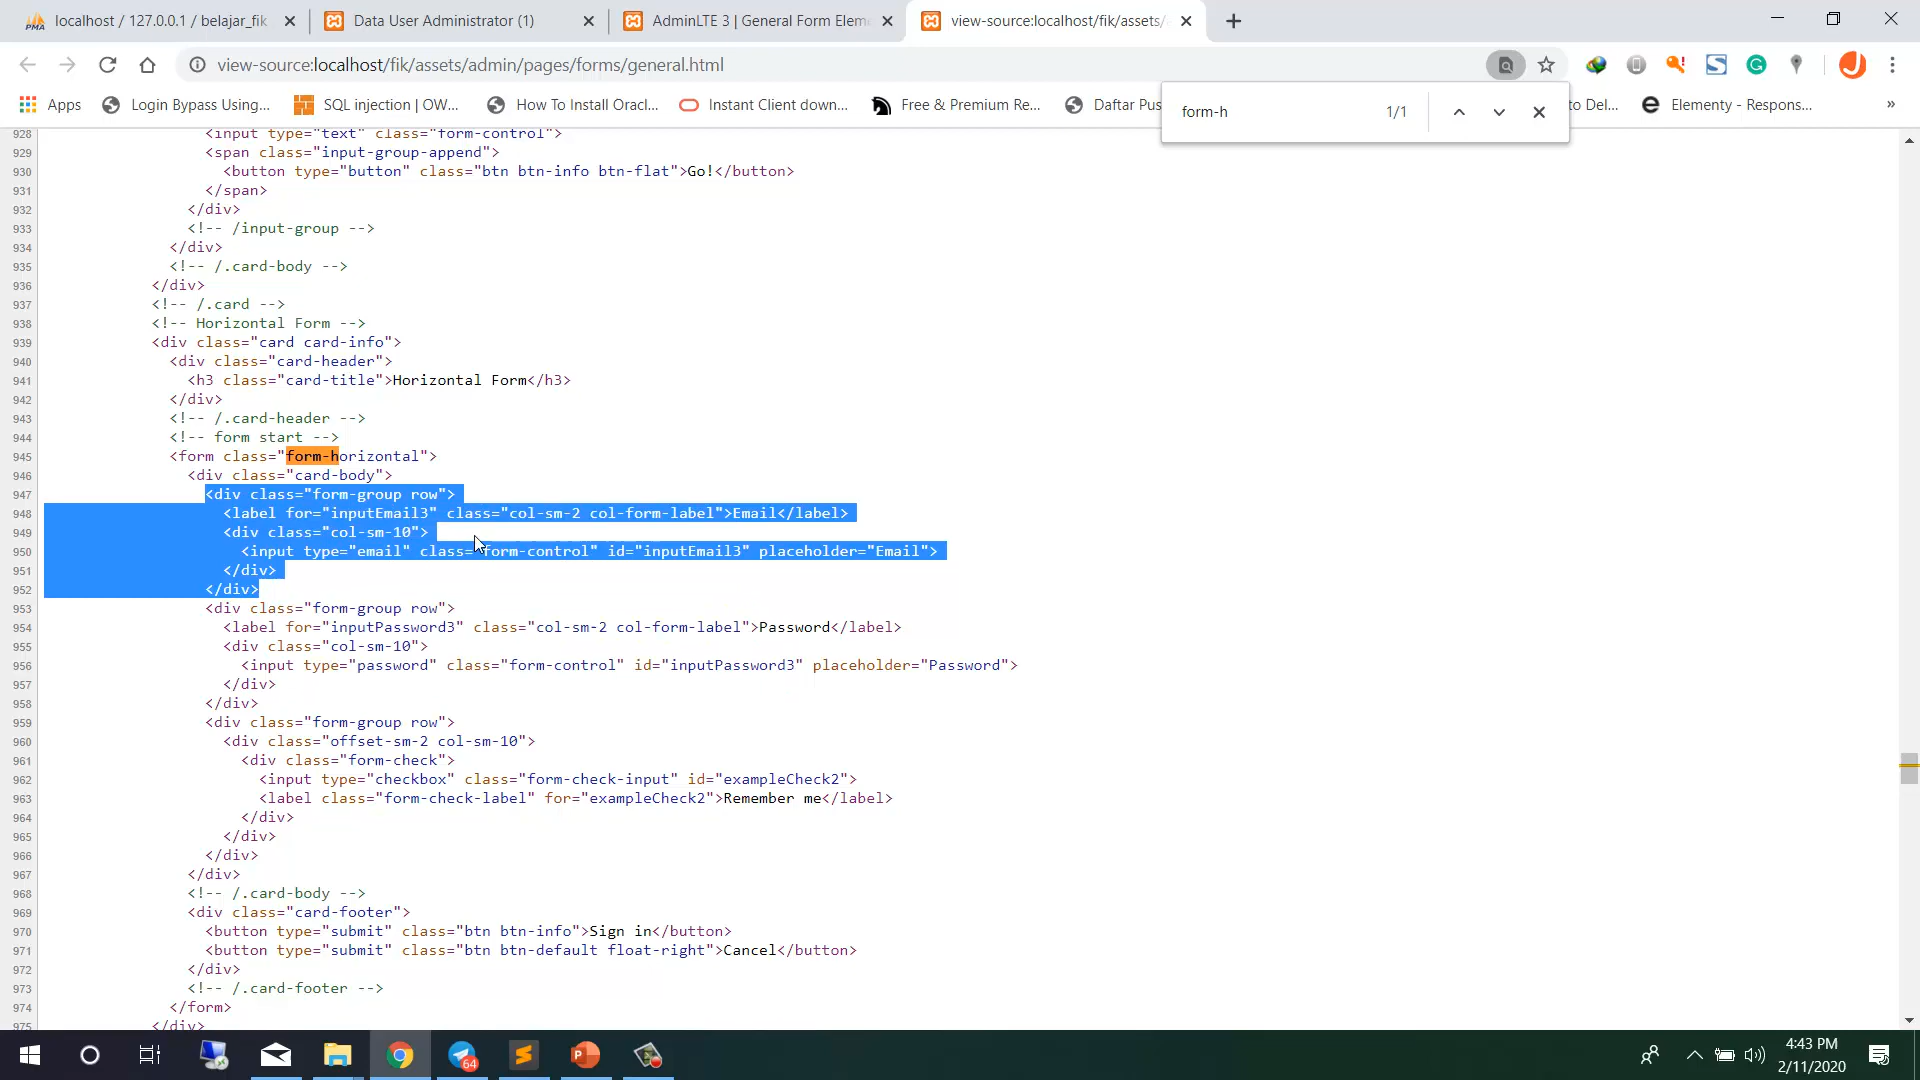 PMA localhost / 127.0.0.1 / belajar_fik
Data User Administrator (1)
AdminLTE 3 | General Form Elem
view-source:localhost/fik/assets/
view-source:localhost/fik/assets/admin/pages/forms/general.html
Apps
Login Bypass Using...
SQL injection | OW...
How To Install Oracl...
Instant Client down...
Free & Premium Re...
Daftar Pus
to Del...
Elementy - Respons...
»
form-h 1/1
928 <input type="text" class="form-control">
929 <span class="input-group-append">
930 <button type="button" class="btn btn-info btn-flat">Go!</button>
931 </span>
932 </div>
933 <!-- /input-group -->
934 </div>
935 <!-- /.card-body -->
936 </div>
937 <!-- /.card -->
938 <!-- Horizontal Form -->
939 <div class="card card-info">
940 <div class="card-header">
941 <h3 class="card-title">Horizontal Form</h3>
942 </div>
943 <!-- /.card-header -->
944 <!-- form start -->
945 <form class="form-horizontal">
946 <div class="card-body">
947 <div class="form-group row">
948 <label for="inputEmail3" class="col-sm-2 col-form-label">Email</label>
949 <div class="col-sm-10">
950 <input type="email" class="form-control" id="inputEmail3" placeholder="Email">
951 </div>
952 </div>
953 <div class="form-group row">
954 <label for="inputPassword3" class="col-sm-2 col-form-label">Password</label>
955 <div class="col-sm-10">
956 <input type="password" class="form-control" id="inputPassword3" placeholder="Password">
957 </div>
958 </div>
959 <div class="form-group row">
960 <div class="offset-sm-2 col-sm-10">
961 <div class="form-check">
962 <input type="checkbox" class="form-check-input" id="exampleCheck2">
963 <label class="form-check-label" for="exampleCheck2">Remember me</label>
964 </div>
965 </div>
966 </div>
967 </div>
968 <!-- /.card-body -->
969 <div class="card-footer">
970 <button type="submit" class="btn btn-info">Sign in</button>
971 <button type="submit" class="btn btn-default float-right">Cancel</button>
972 </div>
973 <!-- /.card-footer -->
974 </form>
975 </div>
64
4:43 PM
2/11/2020